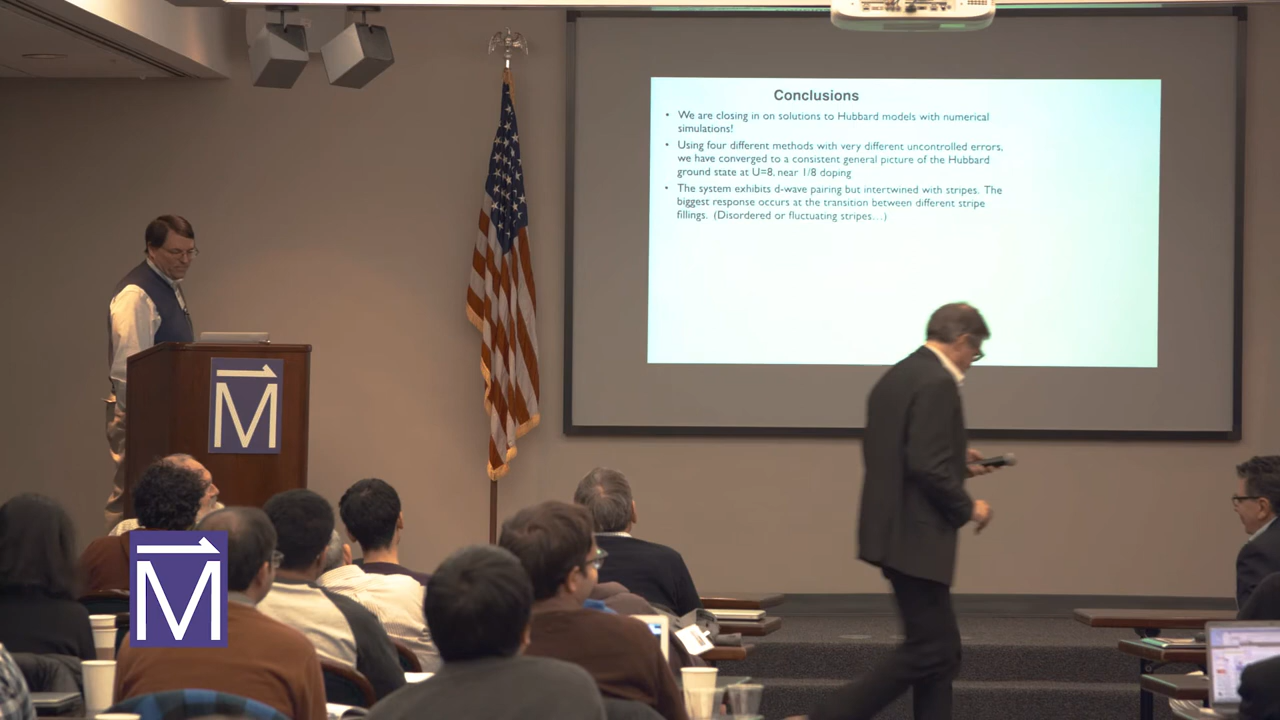 Conclusions
• We are closing in on solutions to Hubbard models with numerical
simulations!
• Using four different methods with very different uncontrolled errors,
we have converged to a consistent general picture of the Hubbard
ground state at U=8, near 1/8 doping
• The system exhibits d-wave pairing but intertwined with stripes. The
biggest response occurs at the transition between different stripe
fillings. (Disordered or fluctuating stripes…)
M
M